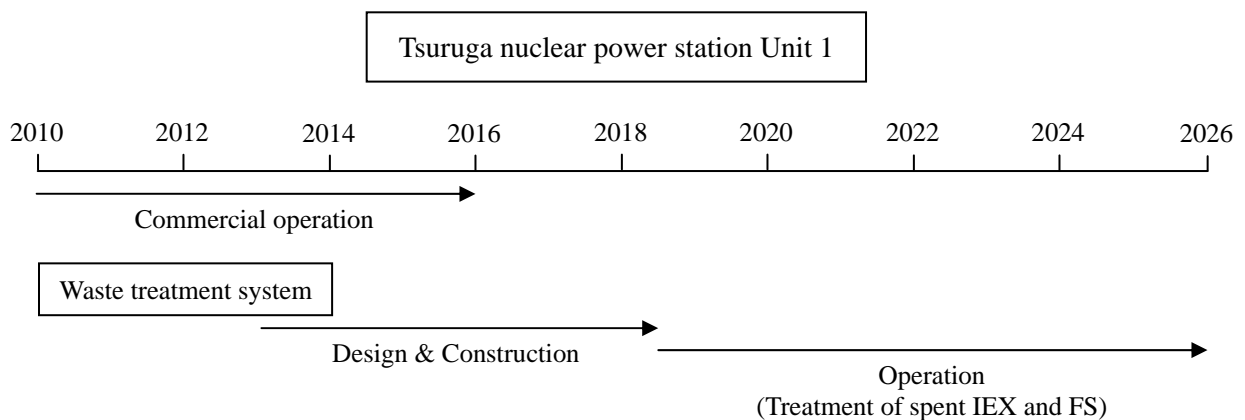 Tsuruga nuclear power station Unit 1
2010 2012 2014 2016 2018 2020 2022 2024 2026
Commercial operation
Waste treatment system
Design & Construction
Operation
(Treatment of spent IEX and FS)